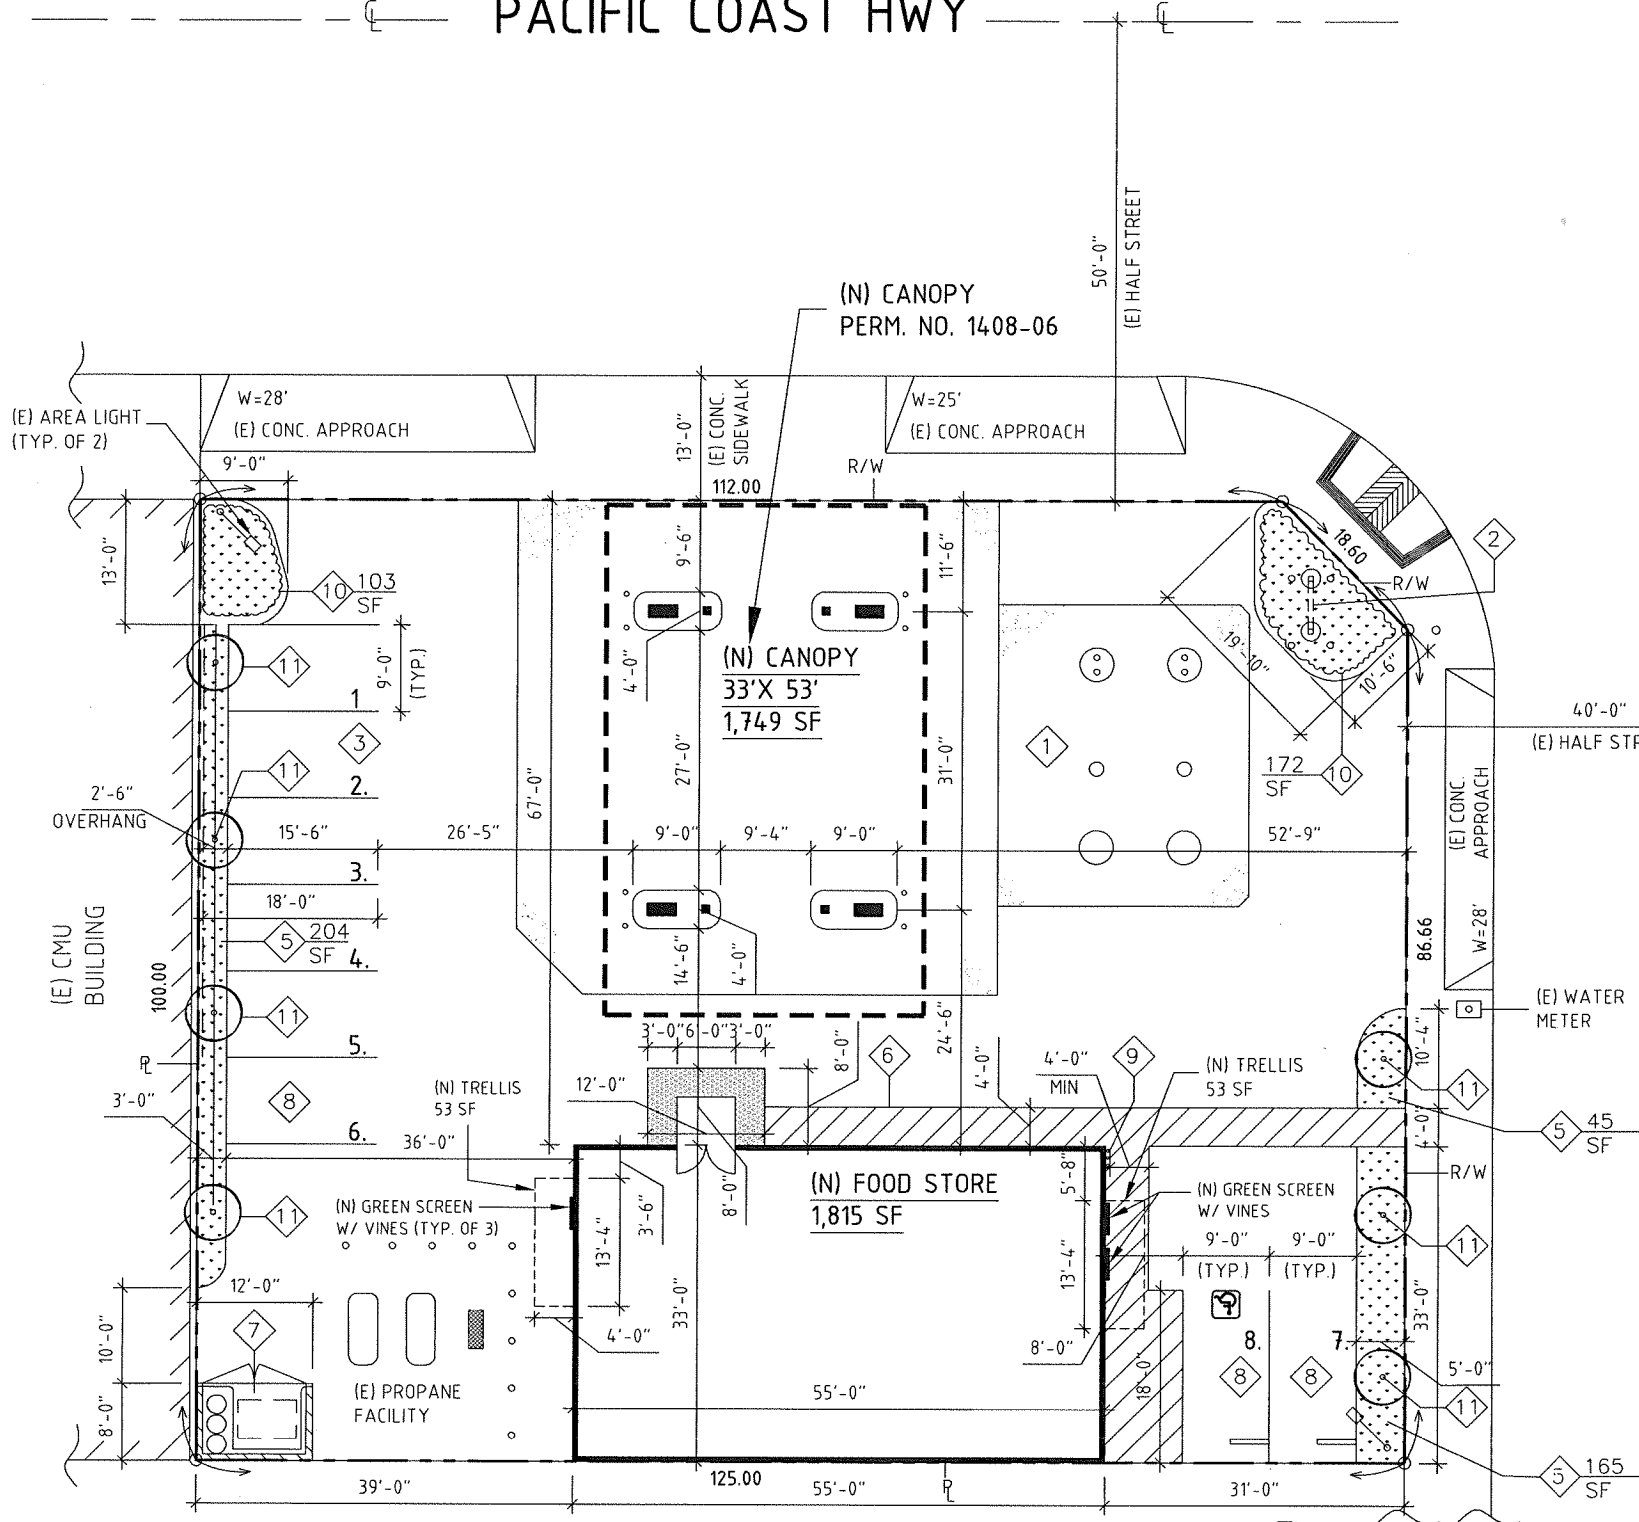 PACIFIC COAST HWY
50'-0"
(E) HALF STREET
(N) CANOPY
PERM. NO. 1408-06
(E) AREA LIGHT
(TYP. OF 2)
W=28'
(E) CONC. APPROACH
13'-0"
(E) CONC.
SIDEWALK
W=25'
(E) CONC. APPROACH
9'-0"
R/W
112.00
13'-0"
10
103
SF
9'-6"
11'-6"
18.60
R/W
2
11
9'-0"
(TYP.)
4'-0"
(N) CANOPY
33'X 53'
1,749 SF
19'-10"
10'-6"
1
3
1
40'-0"
(E) HALF STR
11
2.
67'-0"
27'-0"
31'-0"
172
SF
10
(E) CONC.
APPROACH
W=28'
2'-6"
OVERHANG
15'-6"
26'-5"
9'-0"
9'-4"
9'-0"
52'-9"
3.
18'-0"
(E) CMU
BUILDING
100.00
5
204
SF
4.
14'-6"
4'-0"
86.66
11
(E) WATER
METER
5.
3'-0"
6'-0"
3'-0"
8'-0"
6
24'-6"
4'-0"
4'-0"
MIN
9
(N) TRELLIS
53 SF
10'-4"
11
PL
3'-0"
8
(N) TRELLIS
53 SF
12'-0"
6.
36'-0"
4'-0"
5
45
SF
R/W
11
(N) GREEN SCREEN
W/ VINES (TYP. OF 3)
13'-4"
3'-6"
8'-0"
(N) FOOD STORE
1,815 SF
5'-8"
(N) GREEN SCREEN
W/ VINES
11
13'-4"
9'-0"
(TYP.)
9'-0"
(TYP.)
12'-0"
10'-0"
7
4'-0"
33'-0"
8'-0"
18'-0"
8.
7.
33'-0"
8
8
5'-0"
11
8'-0"
(E) PROPANE
FACILITY
55'-0"
5
165
SF
125.00
39'-0"
55'-0"
PL
31'-0"